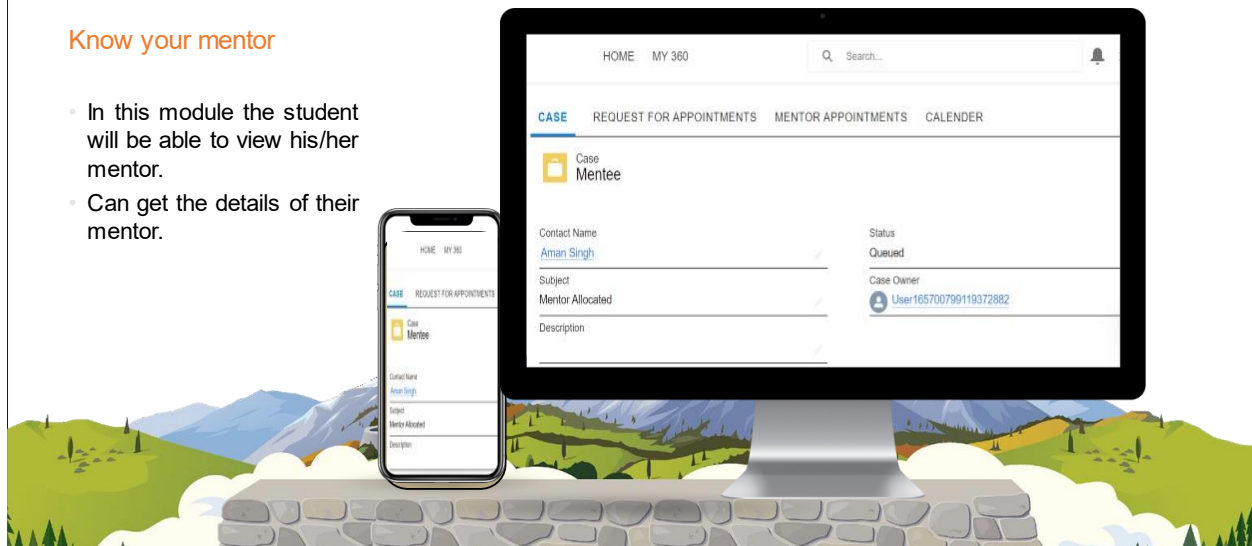 Know your mentor
• In this module the student
will be able to view his/her
mentor.
• Can get the details of their
mentor.
HOME MY 360
Search...
CASE REQUEST FOR APPOINTMENTS MENTOR APPOINTMENTS CALENDER
Case
Mentee
Contact Name
Aman Singh
Status
Queued
Subject
Mentor Allocated
Case Owner
User165700799119372882
Description
HOME MY 360
CASE REQUEST FOR APPOINTMENTS
Case
Mentee
Contact Name
Aman Singh
Subject
Mentor Allocated
Description